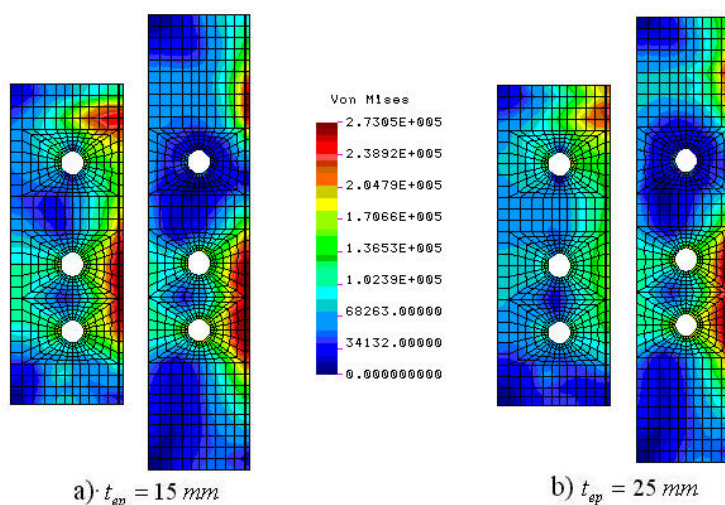 Von Mises
2.7305E+005
2.3892E+005
2.0479E+005
1.7066E+005
1.3653E+005
1.0239E+005
68263.00000
34132.00000
0.000000000
a)· t_ep = 15 mm
b) t_ep = 25 mm